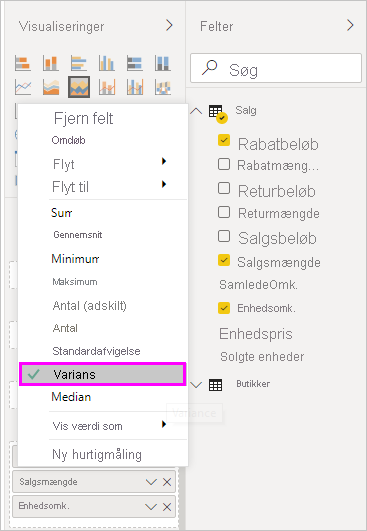 Visualiseringer
Felter
Søg
Fjern felt
Omdøb
Flyt
Flyt til
Sum
Gennemsnit
Minimum
Maksimum
Antal (adskilt)
Antal
Standardafvigelse
Varians
Median
Vis værdi som
Ny hurtigmåling
Salgsmængde
Enhedsomk.
Salg
Rabatbeløb
Rabatmæng...
Returbeløb
Returmængde
Salgsbeløb
Salgsmængde
SamledeOmk.
Enhedsomk.
Enhedspris
Solgte enheder
Butikker
Variance